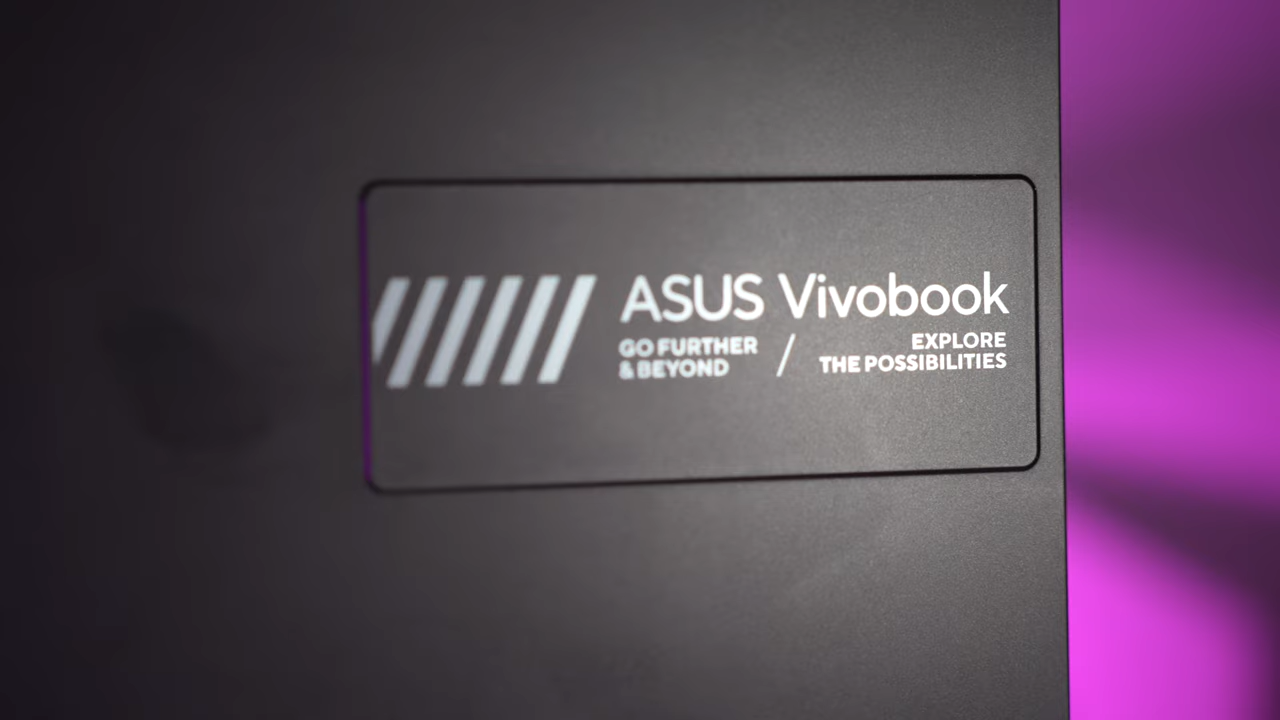 ASUS Vivobook
GO FURTHER
& BEYOND
/
EXPLORE
THE POSSIBILITIES